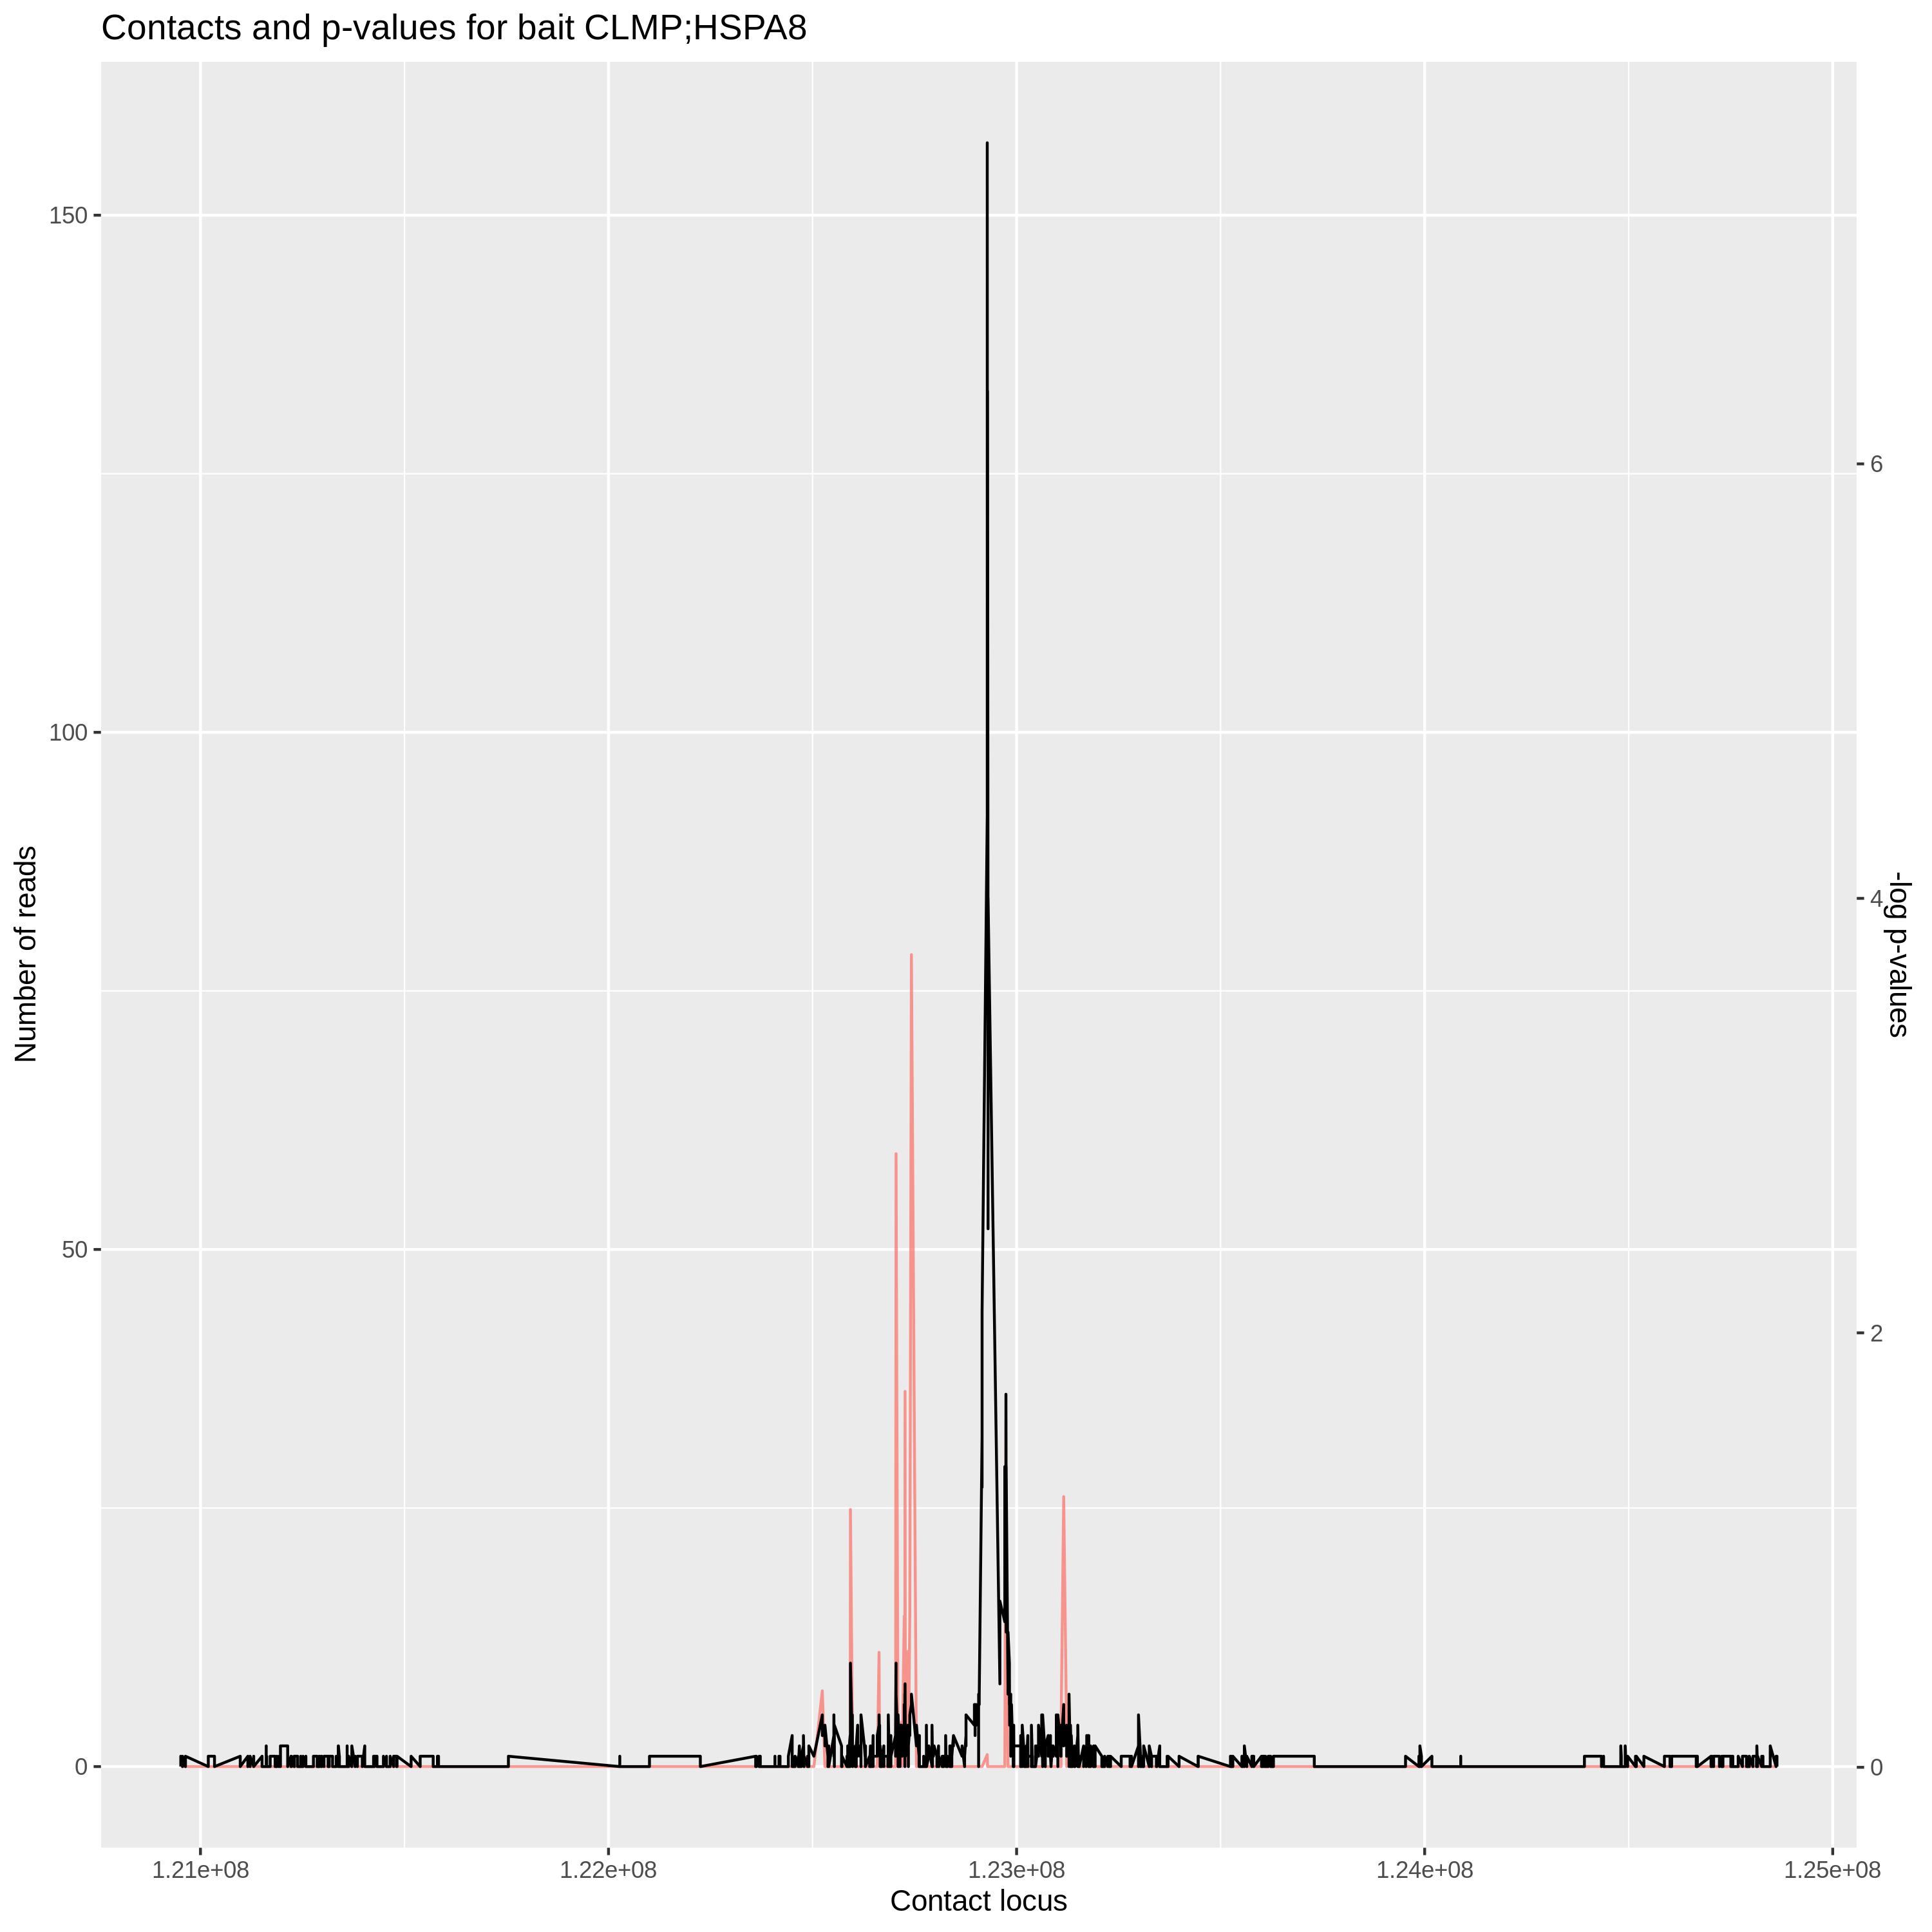 Contacts and p-values for bait CLMP;HSPA8
150
100
50
0
Number of reads
6
4
2
0
-log p-values
1.21e+08
1.22e+08
1.23e+08
1.24e+08
1.25e+08
Contact locus